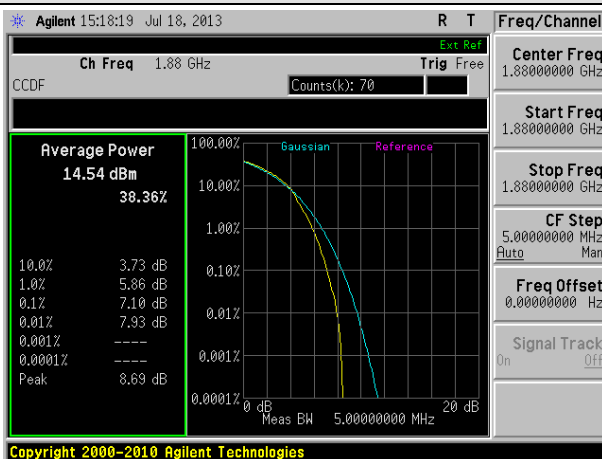 Agilent 15:18:19 Jul 18, 2013 R T
Ext Ref
Ch Freq 1.88 GHz Trig Free
CCDF Counts(k): 70
Average Power
14.54 dBm
38.36%
10.0% 3.73 dB
1.0% 5.86 dB
0.1% 7.10 dB
0.01% 7.93 dB
0.001% ----
0.0001% ----
Peak 8.69 dB
100.00% Gaussian Reference
10.00%
1.00%
0.10%
0.01%
0.001%
0.0001%
0 dB 20 dB
Meas BW 5.00000000 MHz
Freq/Channel
Center Freq
1.88000000 GHz
Start Freq
1.88000000 GHz
Stop Freq
1.88000000 GHz
CF Step
5.00000000 MHz
Auto Man
Freq Offset
0.00000000 Hz
Signal Track
On Off
Copyright 2000-2010 Agilent Technologies